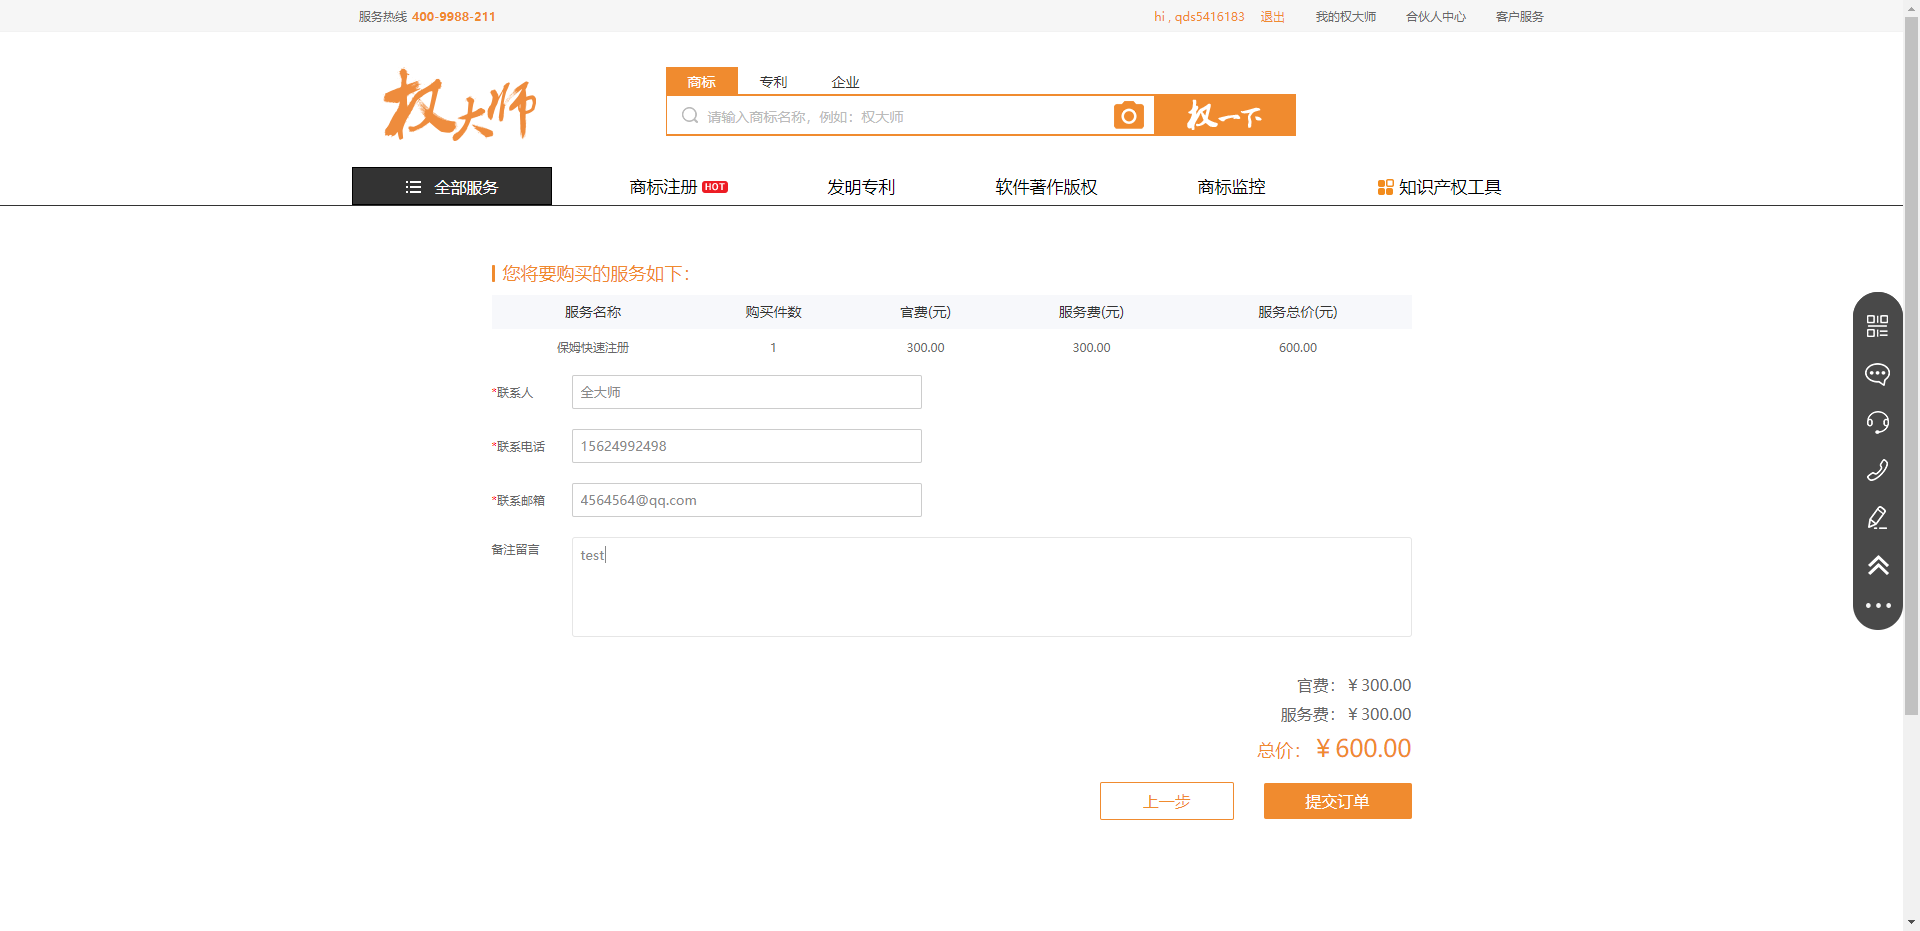 服务热线 400-9988-211
hi , qds5416183 退出 我的权大师 合伙人中心 客户服务
权大师
商标 专利 企业
请输入商标名称，例如：权大师
权一下
全部服务 商标注册 HOT 发明专利 软件著作版权 商标监控 知识产权工具
您将要购买的服务如下：
服务名称 购买件数 官费(元) 服务费(元) 服务总价(元)
保姆快速注册 1 300.00 300.00 600.00
*联系人 全大师
*联系电话 15624992498
*联系邮箱 4564564@qq.com
备注留言 test
官费：￥300.00
服务费：￥300.00
总价：￥600.00
上一步 提交订单